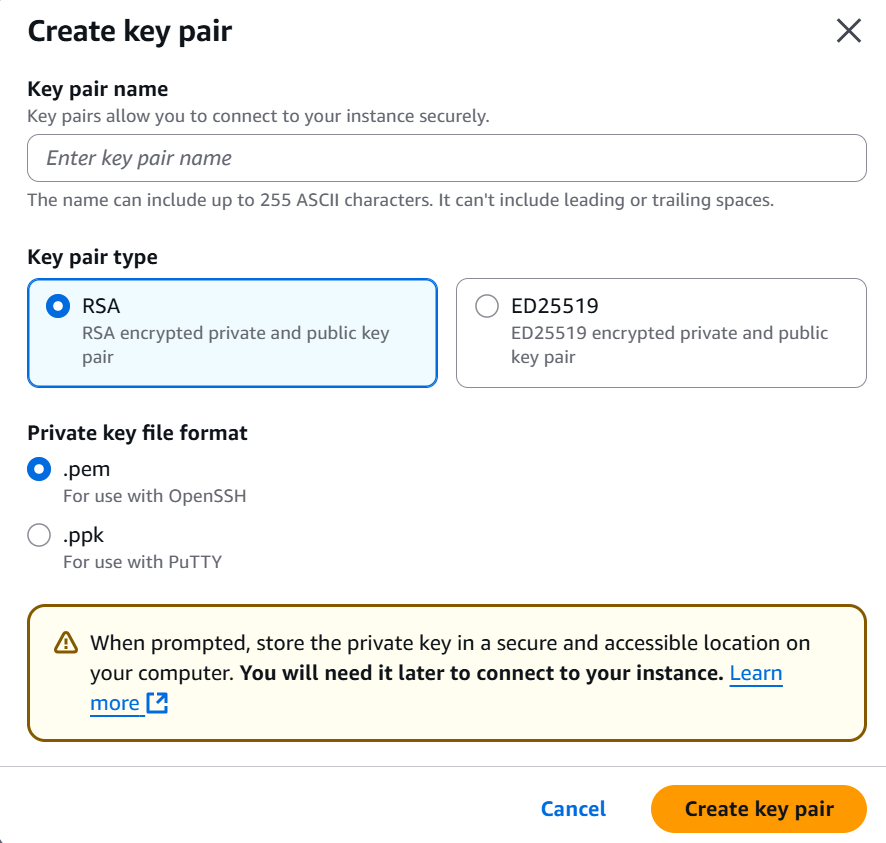 Create key pair
Key pair name
Key pairs allow you to connect to your instance securely.
Enter key pair name
The name can include up to 255 ASCII characters. It can't include leading or trailing spaces.
Key pair type
RSA
RSA encrypted private and public key
pair
ED25519
ED25519 encrypted private and public
key pair
Private key file format
.pem
For use with OpenSSH
.ppk
For use with PuTTY
When prompted, store the private key in a secure and accessible location on
your computer. You will need it later to connect to your instance. Learn
more
Cancel
Create key pair